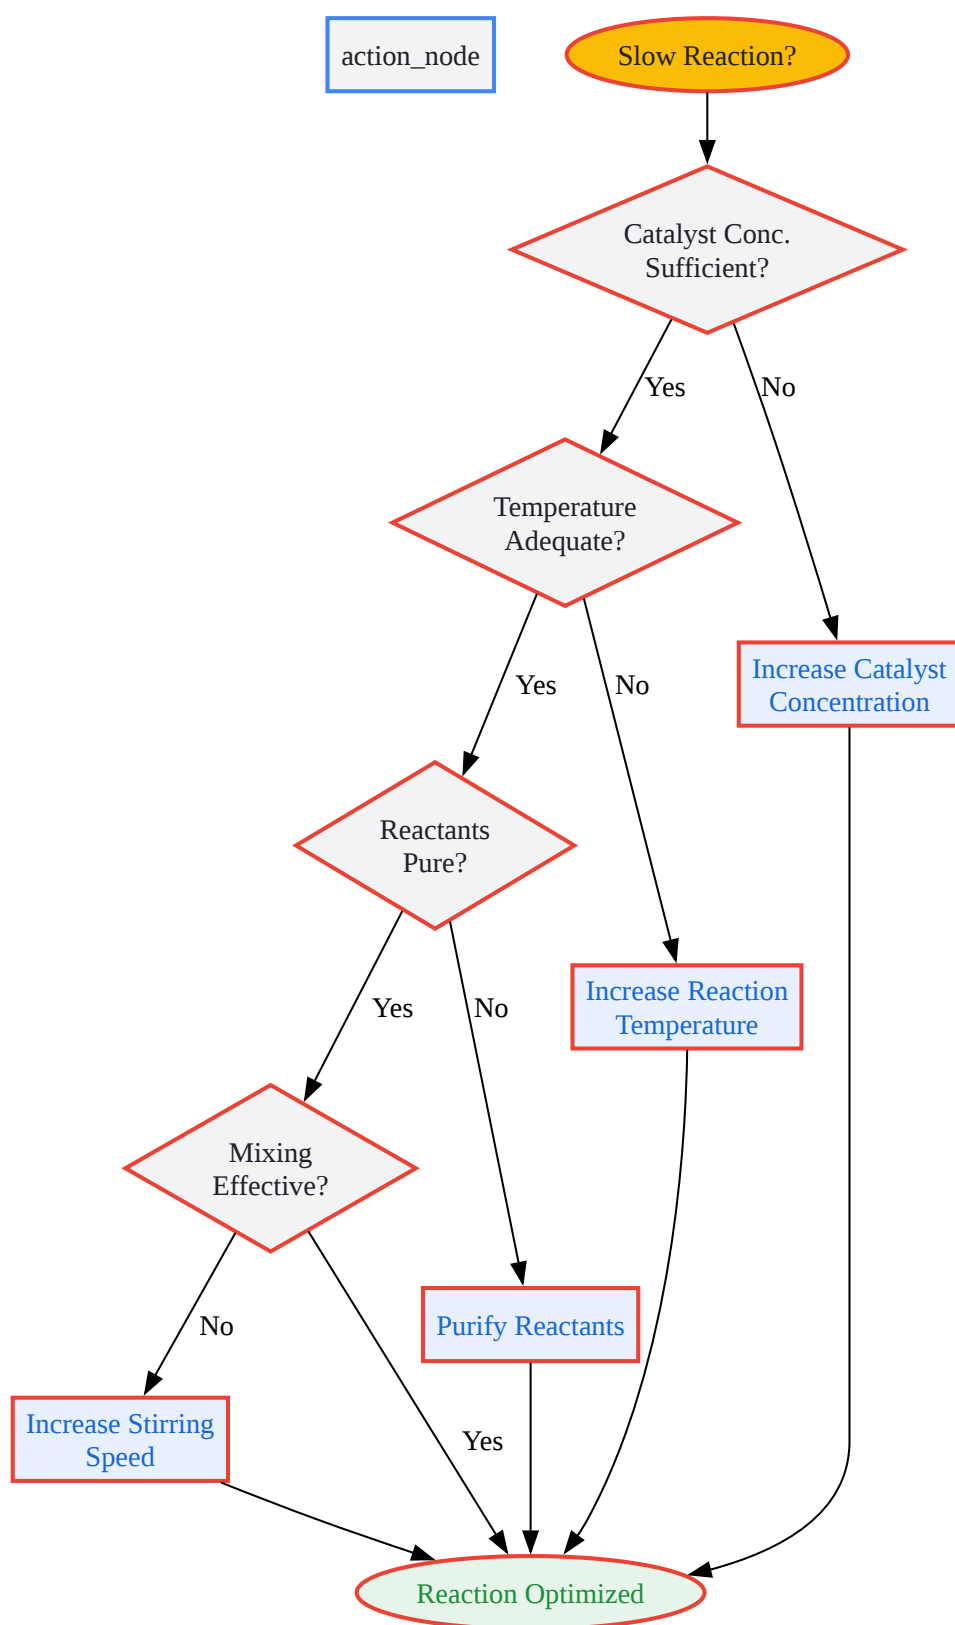 action_node
Slow Reaction?
Catalyst Conc.
Sufficient?
Yes
No
Temperature
Adequate?
Yes
No
Increase Catalyst
Concentration
Reactants
Pure?
Yes
No
Increase Reaction
Temperature
Mixing
Effective?
No
Purify Reactants
Increase Stirring
Speed
Yes
Reaction Optimized